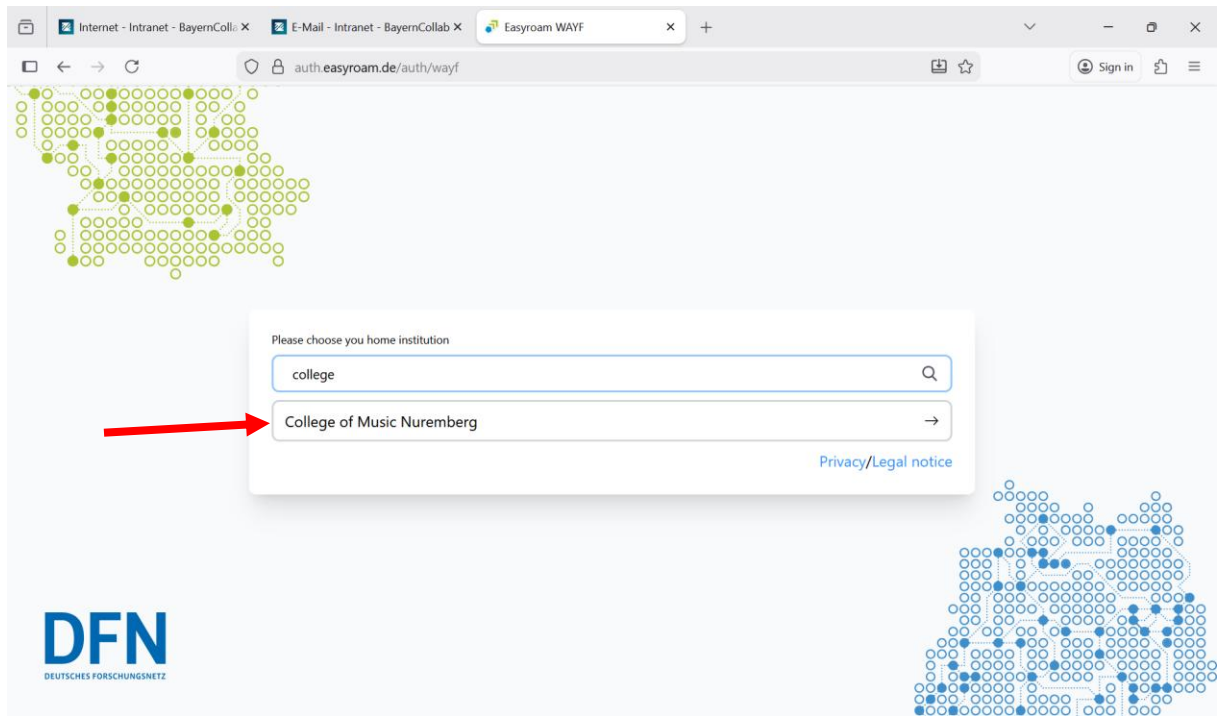 Internet - Intranet - BayernColla
E-Mail - Intranet - BayernCollab
Easyroam WAYF
auth.easyroam.de/auth/wayf
Sign in
Please choose you home institution
college
College of Music Nuremberg
Privacy/Legal notice
DFN
DEUTSCHES FORSCHUNGSNETZ